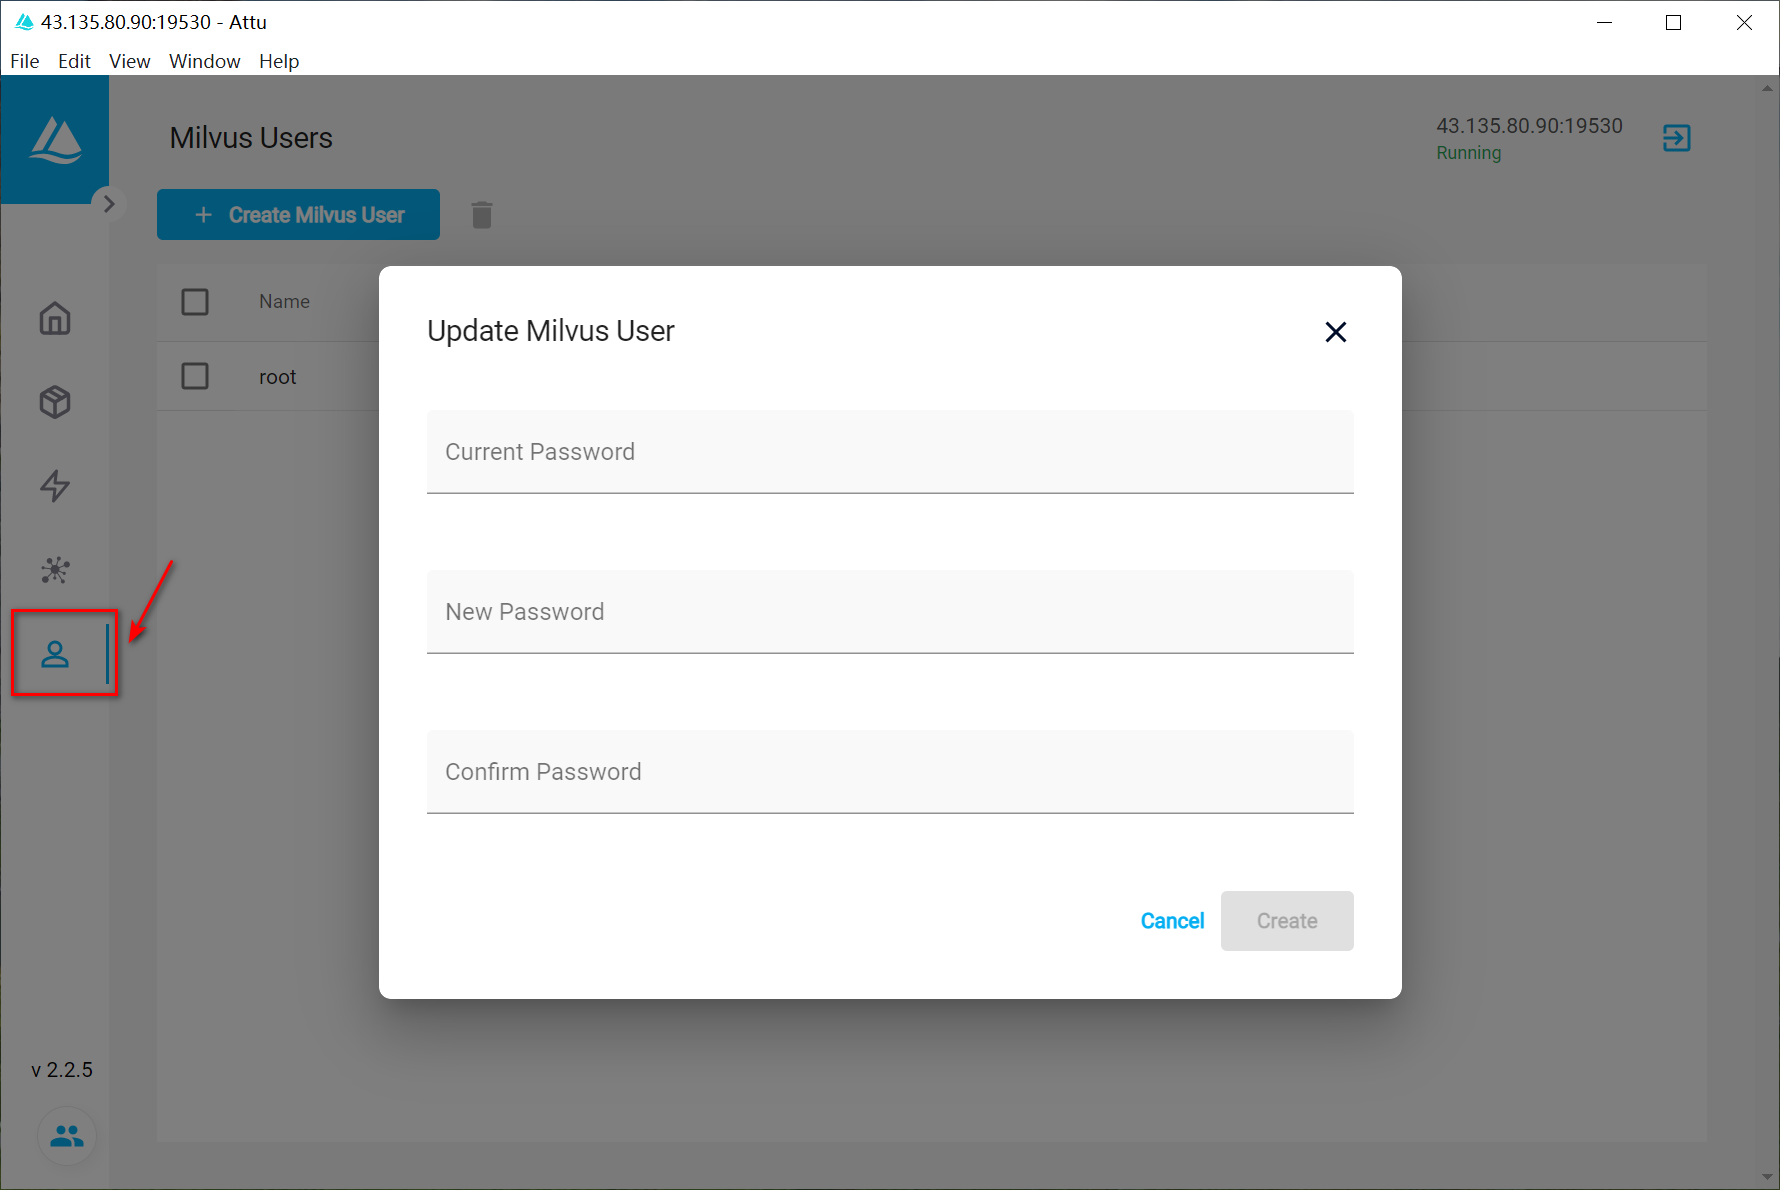 43.135.80.90:19530 - Attu
File Edit View Window Help
Milvus Users
43.135.80.90:19530
Running
+ Create Milvus User
Name
root
Update Milvus User
Current Password
New Password
Confirm Password
Cancel Create
v 2.2.5